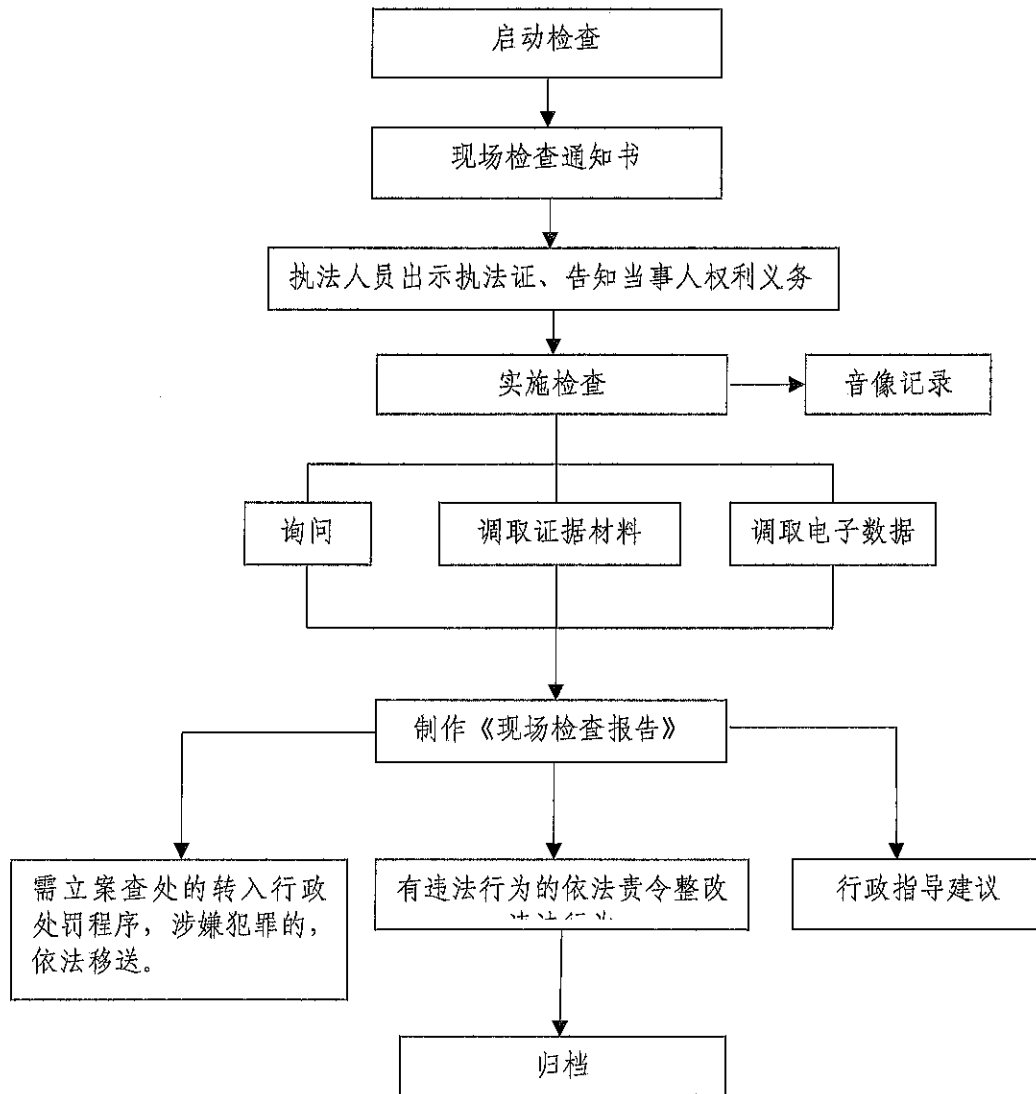 启动检查
现场检查通知书
执法人员出示执法证、告知当事人权利义务
实施检查
音像记录
询问
调取证据材料
调取电子数据
制作《现场检查报告》
需立案查处的转入行政
处罚程序，涉嫌犯罪的，
依法移送。
有违法行为的依法责令整改
行政指导建议
归档